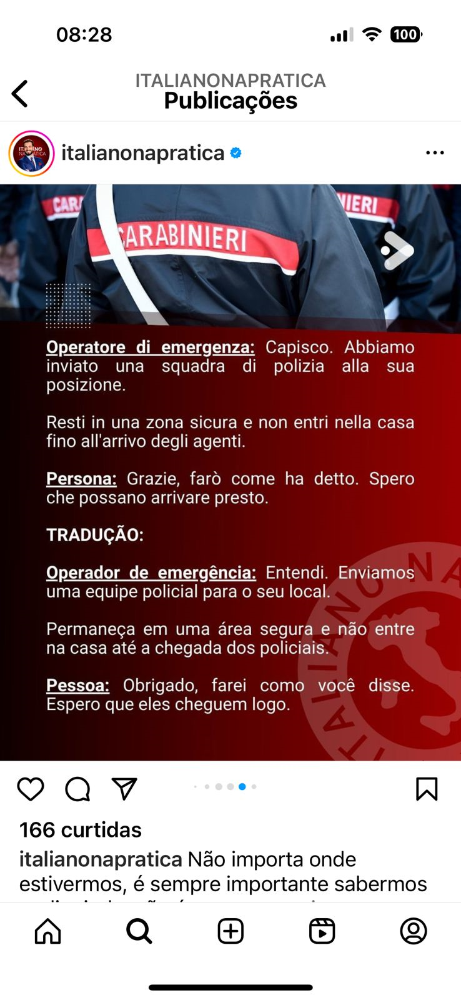 08:28
100
ITALIANONAPRATICA
Publicações
italianonapratica
CARABINIERI
Operatore di emergenza: Capisco. Abbiamo
inviato una squadra di polizia alla sua
posizione.
Resti in una zona sicura e non entri nella casa
fino all'arrivo degli agenti.
Persona: Grazie, farò come ha detto. Spero
che possano arrivare presto.
TRADUÇÃO:
Operador de emergência: Entendi. Enviamos
uma equipe policial para o seu local.
Permaneça em uma área segura e não entre
na casa até a chegada dos policiais.
Pessoa: Obrigado, farei como você disse.
Espero que eles cheguem logo.
ITALIANO NA
166 curtidas
italianonapratica Não importa onde
estivermos, é sempre importante sabermos